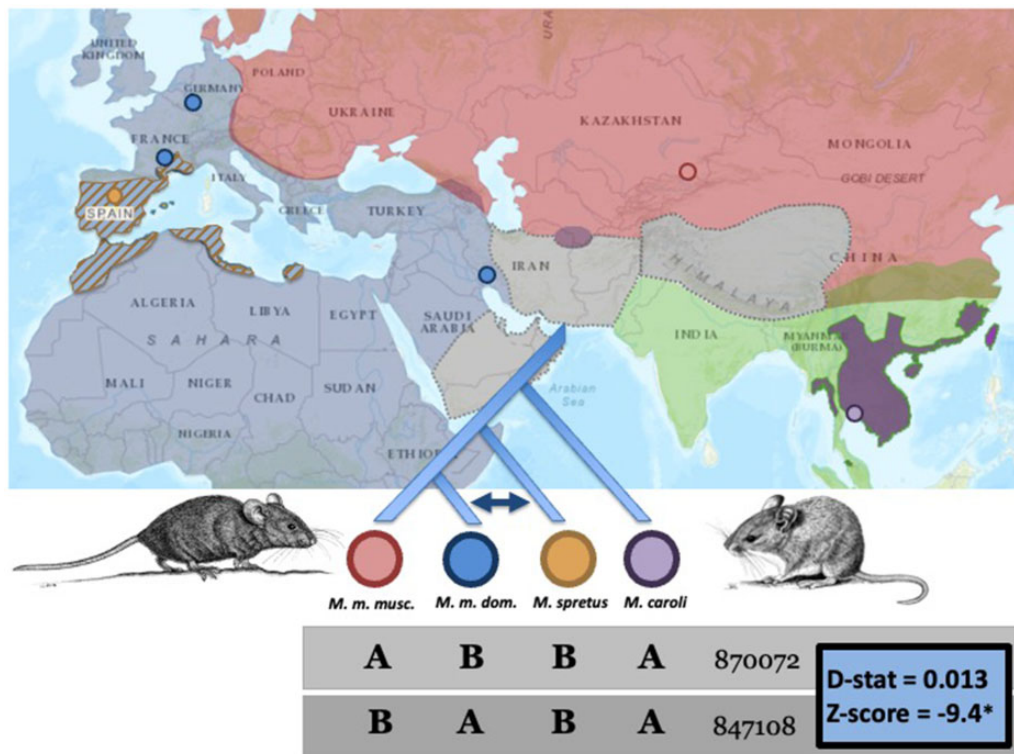 UNITED
KINGDOM
POLAND
GERMANY
UKRAINE
FRANCE
KAZAKHSTAN
MONGOLIA
GOBI DESERT
ITALY
SPAIN
GREECE
TURKEY
CHINA
IRAN
HIMALAYA
ALGERIA
LIBYA
EGYPT
SAUDI
ARABIA
INDIA
MYANMAR
(BURMA)
SAHARA
MALI
NIGER
CHAD
SUDAN
Arabian
Sea
NIGERIA
ETHIOPIA
M. m. musc. M. m. dom. M. spretus M. caroli
A B B A 870072
B A B A 847108
D-stat = 0.013
Z-score = -9.4*